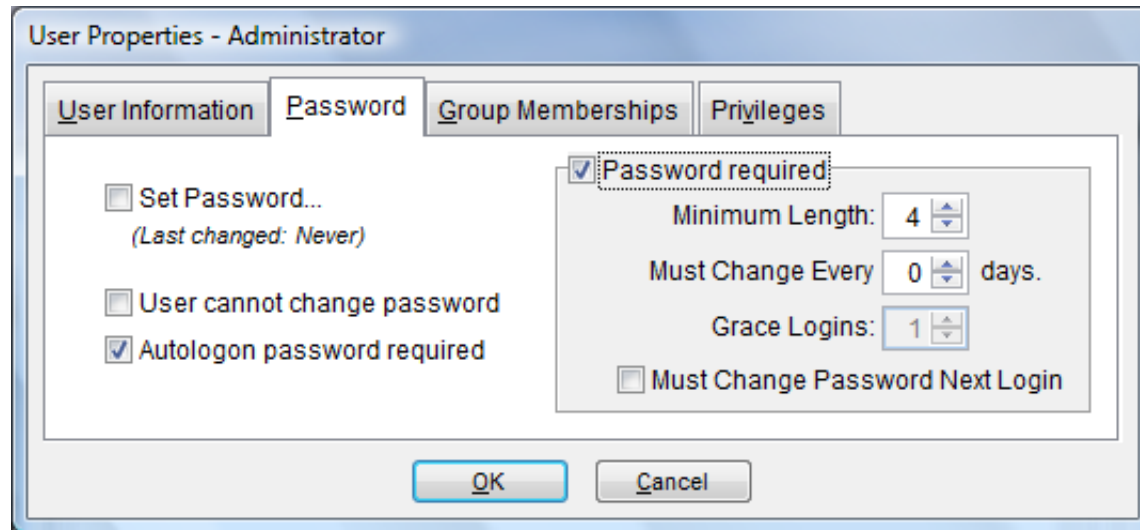 User Properties - Administrator
User Information Password Group Memberships Privileges
Set Password...
(Last changed: Never)
User cannot change password
Autologon password required
Password required
Minimum Length: 4
Must Change Every 0 days.
Grace Logins: 1
Must Change Password Next Login
OK Cancel